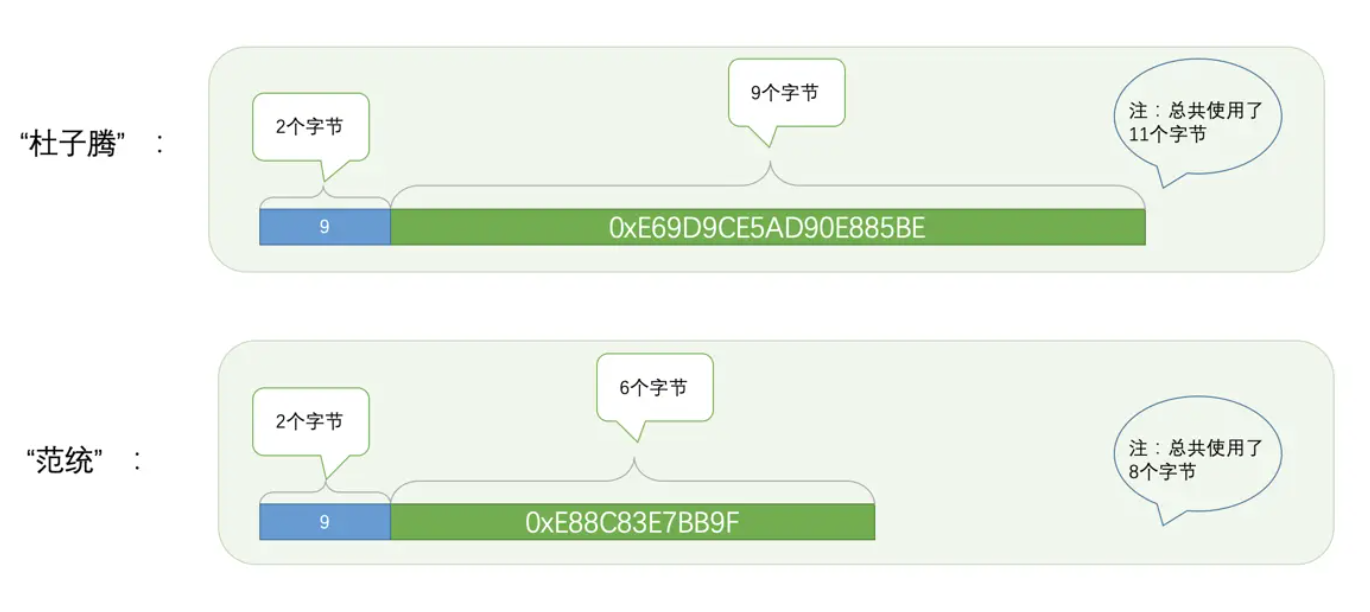 “杜子腾” ：
2个字节
9个字节
注：总共使用了
11个字节
9
0xE69D9CE5AD90E885BE
“范统” ：
2个字节
6个字节
注：总共使用了
8个字节
9
0xE88C83E7BB9F